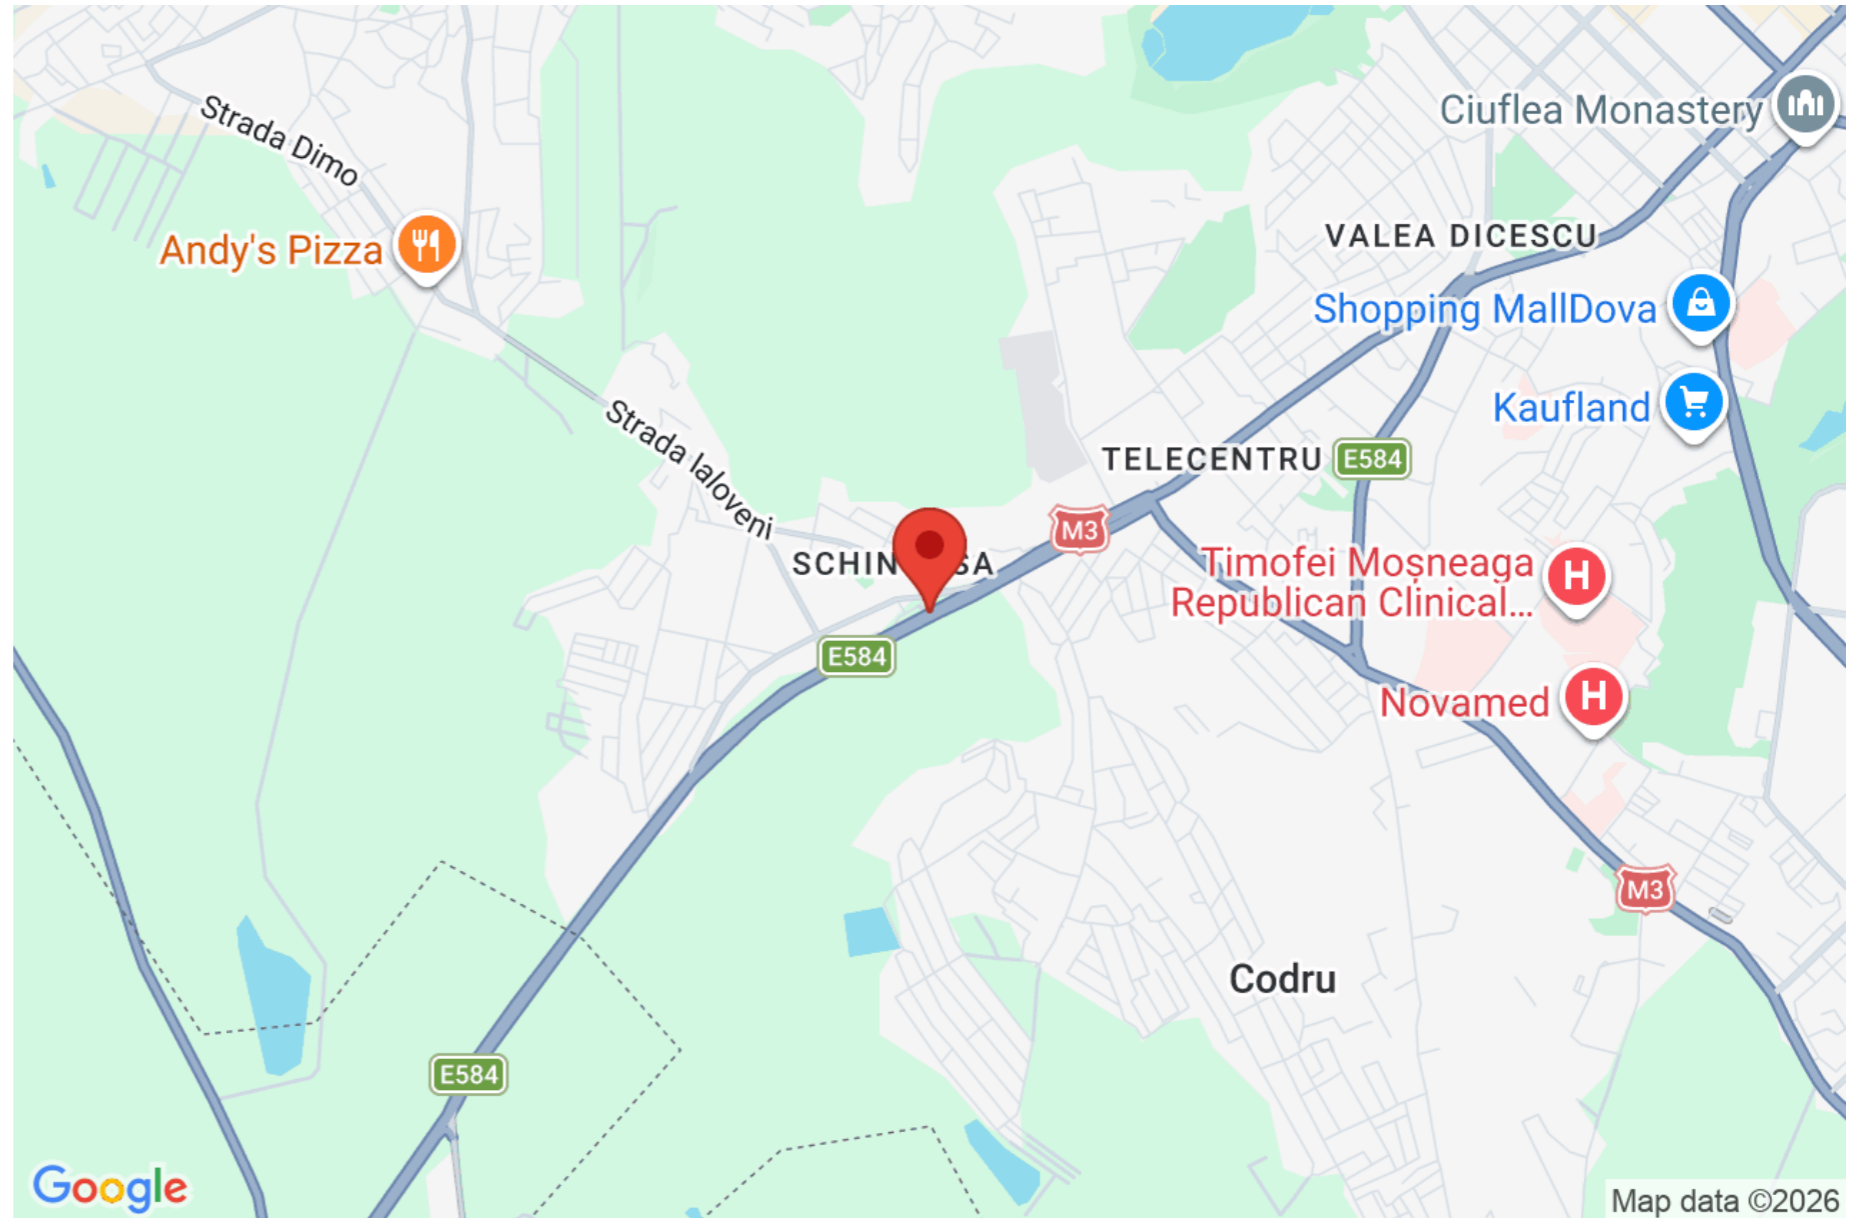 Ciuflea Monastery
Strada Dimo
Andy's Pizza
VALEA DICESCU
Shopping MallDova
Kaufland
Strada Ialoveni
TELECENTRU
E584
M3
SCHIN SA
Timofei Moșneaga
Republican Clinical...
H
E584
Novamed
H
M3
Codru
E584
Google
Map data ©2026